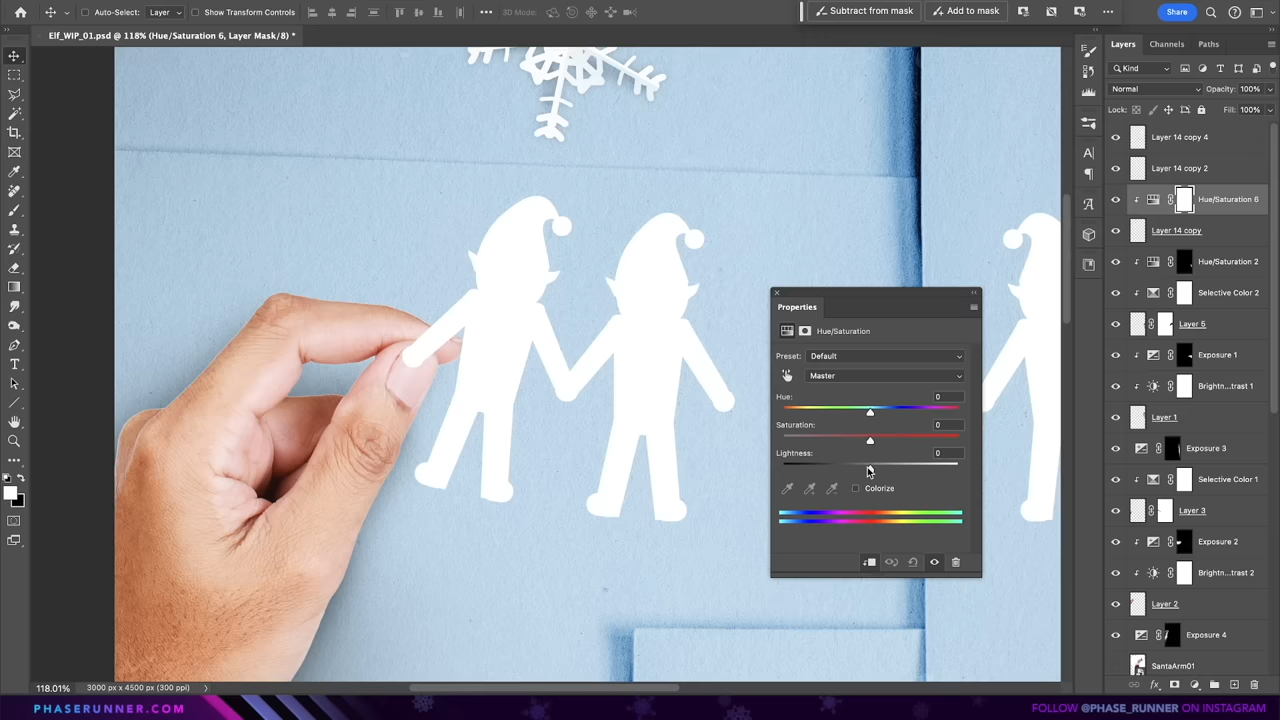 Auto-Select:
Layer
Show Transform Controls
3D Mode:
Subtract from mask
Add to mask
Share
Elf_WIP_01.psd @ 118% (Hue/Saturation 6, Layer Mask/8) *
Layers
Channels
Paths
Kind
Normal
Opacity: 100%
Lock:
Fill: 100%
Layer 14 copy 4
Layer 14 copy 2
Hue/Saturation 6
Layer 14 copy
Hue/Saturation 2
Selective Color 2
Layer 5
Exposure 1
Brightn...trast 1
Layer 1
Exposure 3
Selective Color 1
Layer 3
Exposure 2
Brightn...trast 2
Layer 2
Exposure 4
SantaArm01
Properties
Hue/Saturation
Preset: Default
Master
Hue: 0
Saturation: 0
Lightness: 0
Colorize
118.01%
3000 px x 4500 px (300 ppi)
PHASERUNNER.COM
FOLLOW @PHASE_RUNNER ON INSTAGRAM